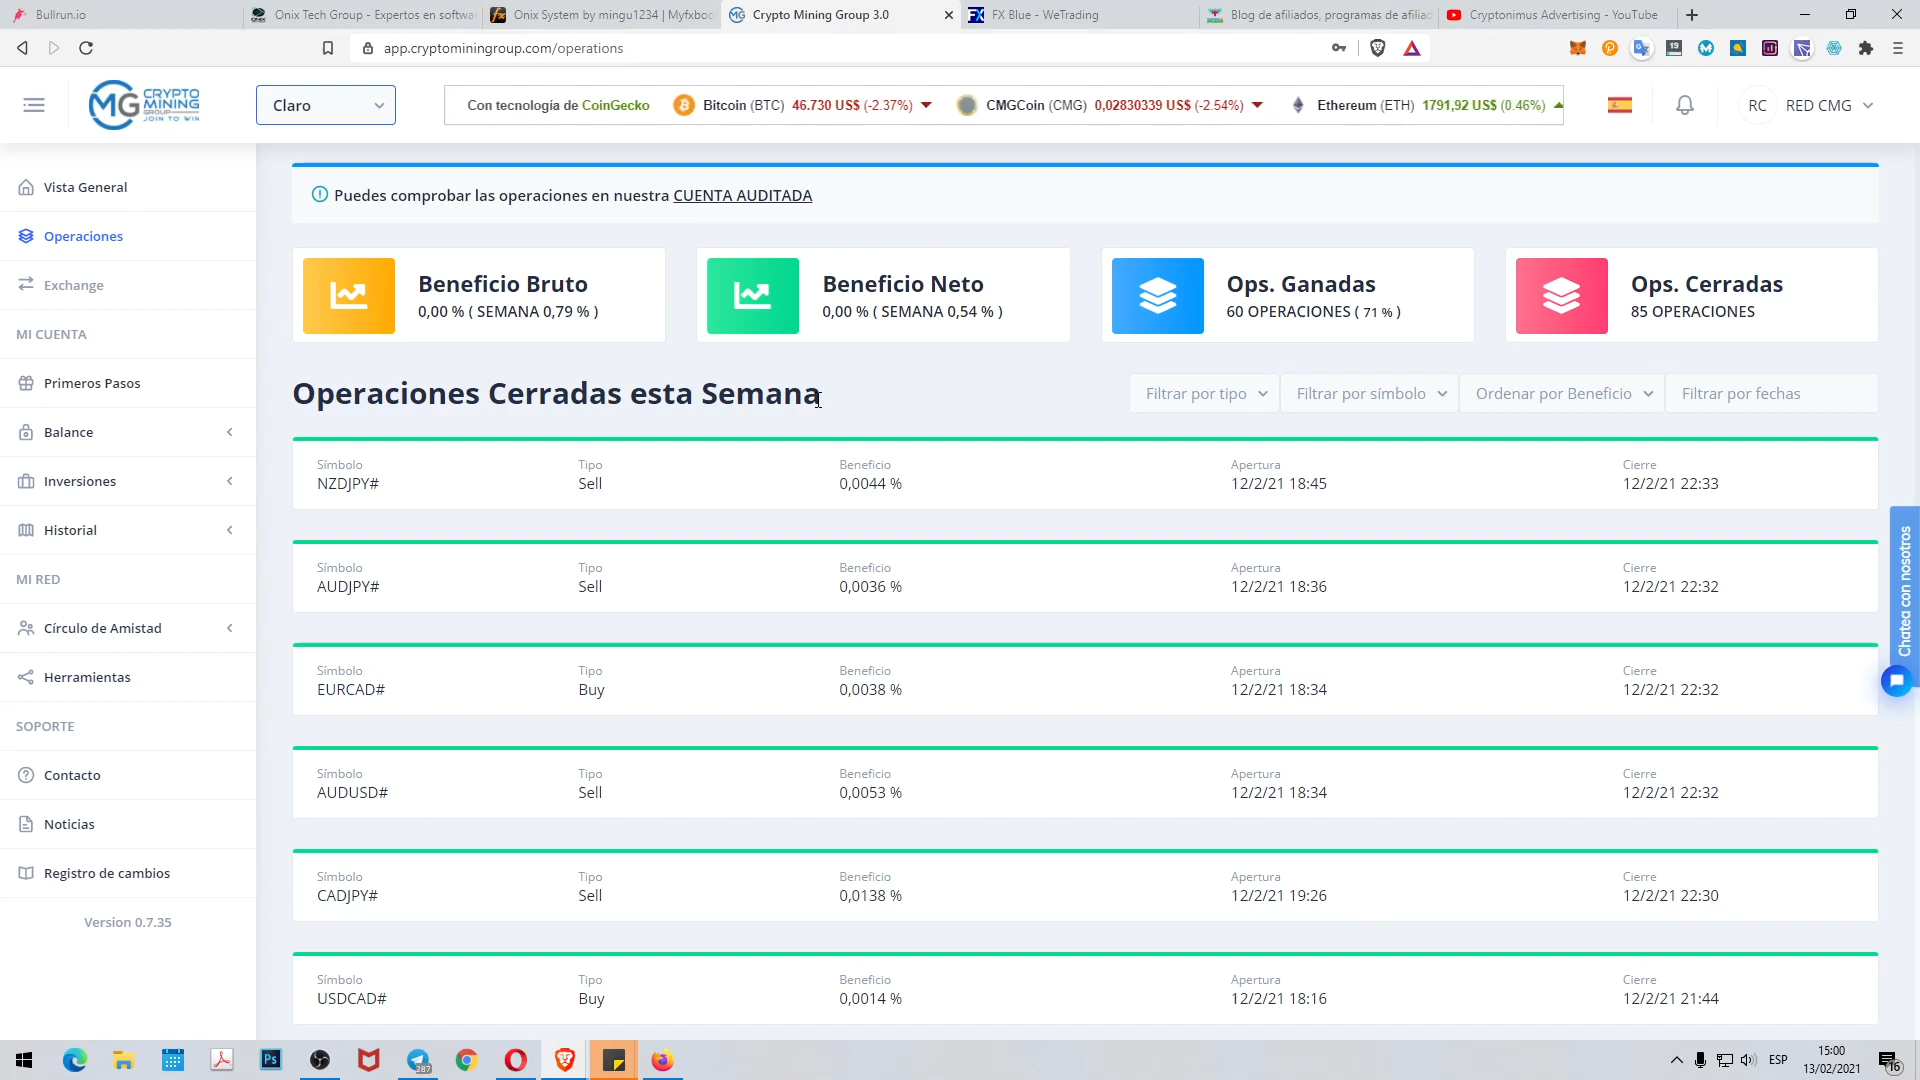 Bullrun.io
Onix Tech Group - Expertos en softwa
Onix System by mingu1234 | Myfxboo
Crypto Mining Group 3.0
FX Blue - WeTrading
Blog de afiliados, programas de afiliad
Cryptonimus Advertising - YouTube
app.cryptominingroup.com/operations
19
MG CRYPTO
MINING
GROUP
JOIN TO WIN
Claro
Con tecnología de CoinGecko
Bitcoin (BTC) 46.730 US$ (-2.37%)
CMGCoin (CMG) 0,02830339 US$ (-2.54%)
Ethereum (ETH) 1791,92 US$ (0.46%)
RC RED CMG
Vista General
Operaciones
Exchange
MI CUENTA
Primeros Pasos
Balance
Inversiones
Historial
MI RED
Círculo de Amistad
Herramientas
SOPORTE
Contacto
Noticias
Registro de cambios
Version 0.7.35
Puedes comprobar las operaciones en nuestra CUENTA AUDITADA
Beneficio Bruto
0,00 % ( SEMANA 0,79 % )
Beneficio Neto
0,00 % ( SEMANA 0,54 % )
Ops. Ganadas
60 OPERACIONES ( 71 % )
Ops. Cerradas
85 OPERACIONES
Operaciones Cerradas esta Semana
Filtrar por tipo
Filtrar por símbolo
Ordenar por Beneficio
Filtrar por fechas
Símbolo Tipo Beneficio Apertura Cierre
NZDJPY# Sell 0,0044 % 12/2/21 18:45 12/2/21 22:33
Símbolo Tipo Beneficio Apertura Cierre
AUDJPY# Sell 0,0036 % 12/2/21 18:36 12/2/21 22:32
Símbolo Tipo Beneficio Apertura Cierre
EURCAD# Buy 0,0038 % 12/2/21 18:34 12/2/21 22:32
Símbolo Tipo Beneficio Apertura Cierre
AUDUSD# Sell 0,0053 % 12/2/21 18:34 12/2/21 22:32
Símbolo Tipo Beneficio Apertura Cierre
CADJPY# Sell 0,0138 % 12/2/21 19:26 12/2/21 22:30
Símbolo Tipo Beneficio Apertura Cierre
USDCAD# Buy 0,0014 % 12/2/21 18:16 12/2/21 21:44
Chatea con nosotros
Ps
287
ESP
15:00
13/02/2021
16